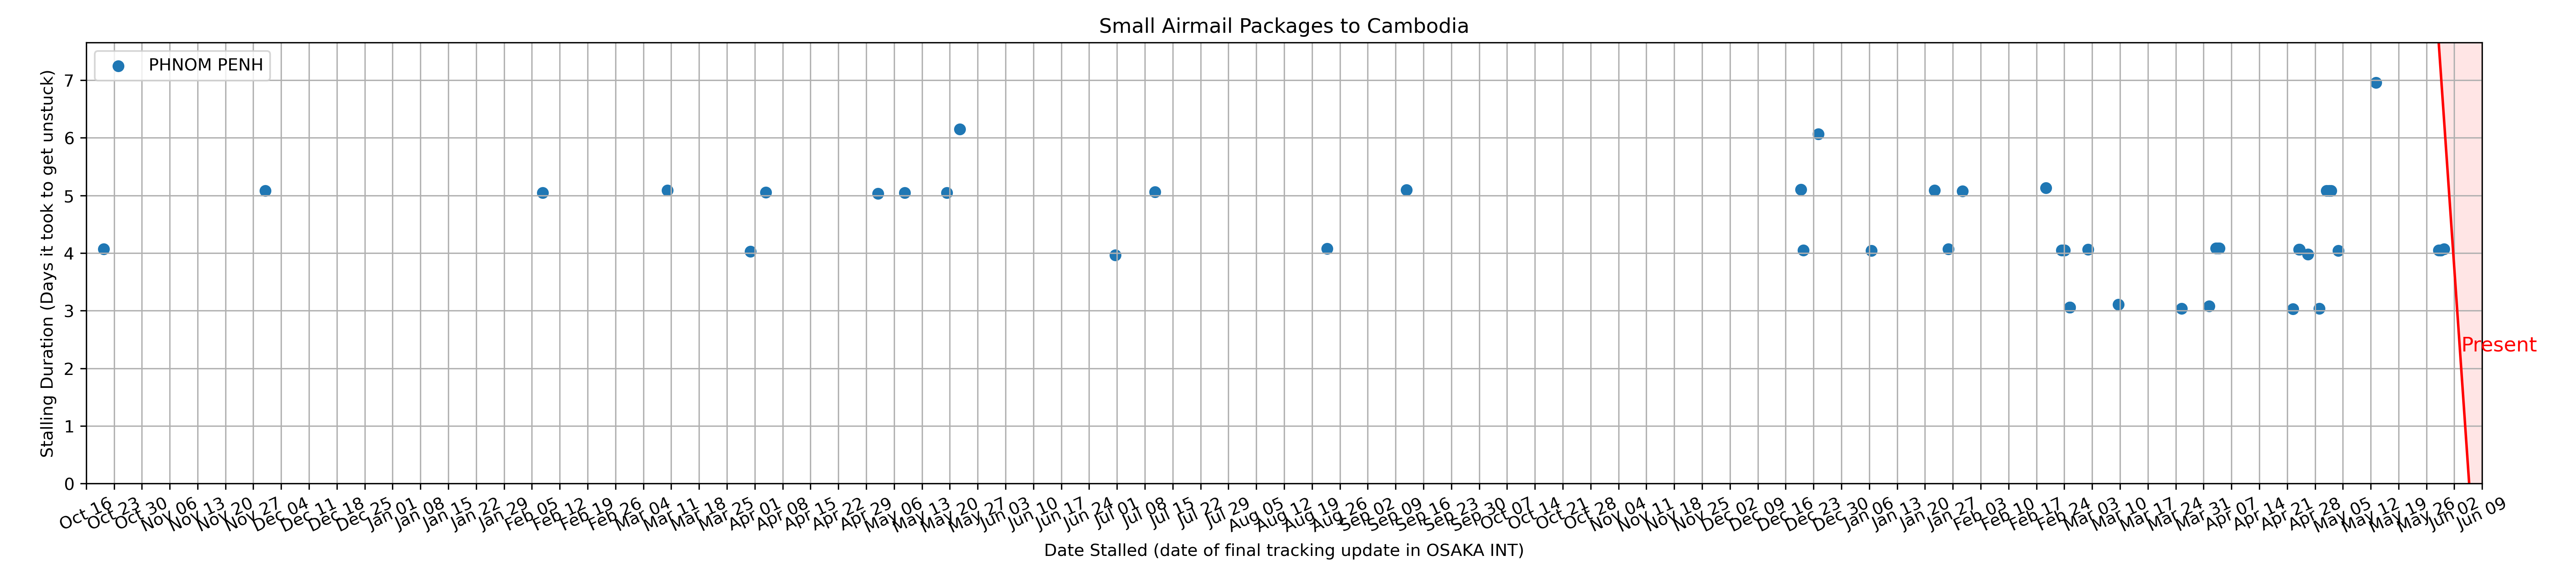 Small Airmail Packages to Cambodia
PHNOM PENH
Stalling Duration (Days it took to get unstuck)
7
6
5
4
3
2
1
0
Present
Oct 16
Oct 23
Oct 30
Nov 06
Nov 13
Nov 20
Nov 27
Dec 04
Dec 11
Dec 18
Dec 25
Jan 01
Jan 08
Jan 15
Jan 22
Jan 29
Feb 05
Feb 12
Feb 19
Feb 26
Mar 04
Mar 11
Mar 18
Mar 25
Apr 01
Apr 08
Apr 15
Apr 22
Apr 29
May 06
May 13
May 20
May 27
Jun 03
Jun 10
Jun 17
Jun 24
Jul 01
Jul 08
Jul 15
Jul 22
Jul 29
Aug 05
Aug 12
Aug 19
Aug 26
Sep 02
Sep 09
Sep 16
Sep 23
Sep 30
Oct 07
Oct 14
Oct 21
Oct 28
Nov 04
Nov 11
Nov 18
Nov 25
Dec 02
Dec 09
Dec 16
Dec 23
Dec 30
Jan 06
Jan 13
Jan 20
Jan 27
Feb 03
Feb 10
Feb 17
Feb 24
Mar 03
Mar 10
Mar 17
Mar 24
Mar 31
Apr 07
Apr 14
Apr 21
Apr 28
May 05
May 12
May 19
May 26
Jun 02
Jun 09
Date Stalled (date of final tracking update in OSAKA INT)